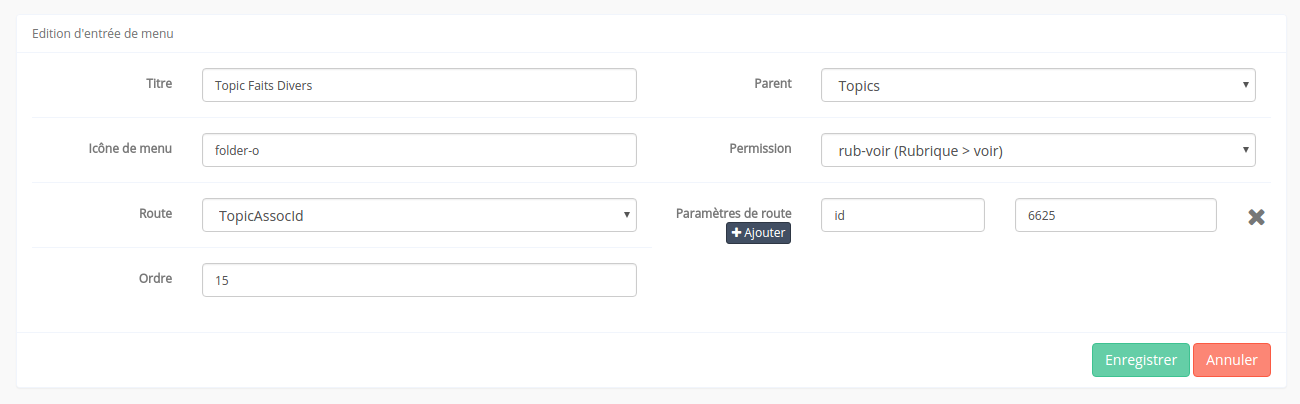 Edition d'entrée de menu
Titre
Topic Faits Divers
Parent
Topics
Icône de menu
folder-o
Permission
rub-voir (Rubrique > voir)
Route
TopicAssocId
Paramètres de route
id
6625
Ajouter
Ordre
15
Enregistrer
Annuler